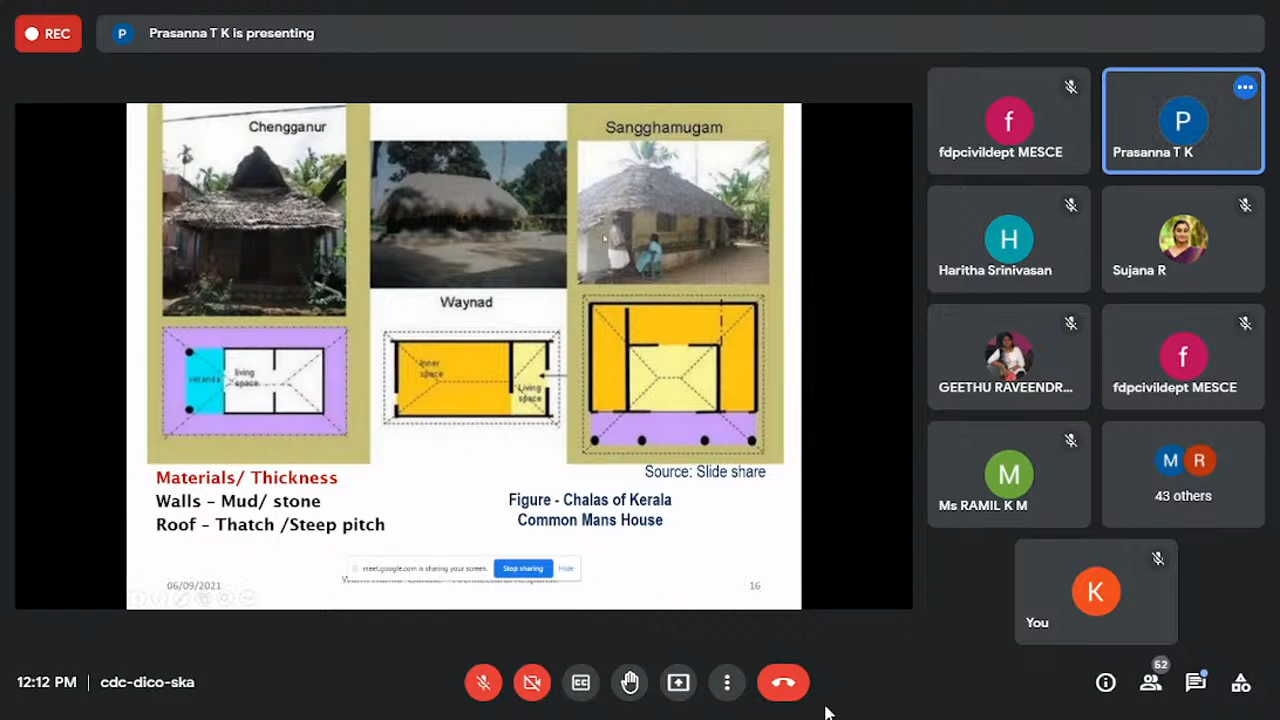 REC
P
Prasanna T K is presenting
Chengganur
Sangghamugam
Waynad
veranda
living
space
Inner
space
Living
space
Materials/ Thickness
Walls – Mud/ stone
Roof – Thatch /Steep pitch
Source: Slide share
Figure - Chalas of Kerala
Common Mans House
meet.google.com is sharing your screen.
Stop sharing
Hide
06/09/2021
16
f
fdpcivildept MESCE
P
Prasanna T K
H
Haritha Srinivasan
Sujana R
GEETHU RAVEENDR...
f
fdpcivildept MESCE
M
Ms RAMIL K M
M R
43 others
K
You
12:12 PM | cdc-dico-ska
CC
52